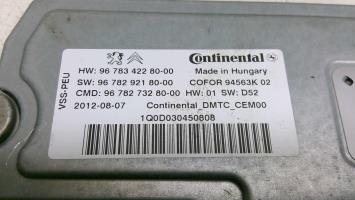 Continental
HW: 96 783 422 80-00 Made in Hungary
SW: 96 782 921 80-00 COFOR 94563K 02
CMD: 96 782 732 80-00 HW: 01 SW: D52
2012-08-07 Continental_DMTC_CEM00
1Q0D030450808
VSS-PEU